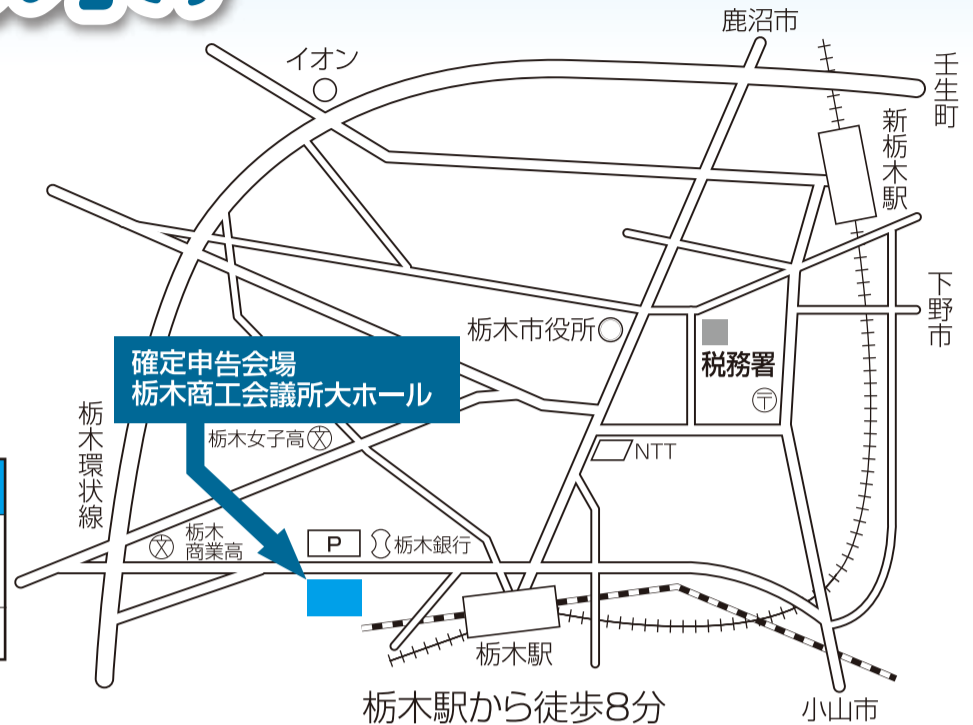 鹿沼市
イオン
壬生町
新栃木駅
下野市
栃木市役所
税務署
確定申告会場
栃木商工会議所大ホール
栃木環状線
栃木女子高
NTT
栃木
商業高
P
栃木銀行
栃木駅
栃木駅から徒歩8分
小山市